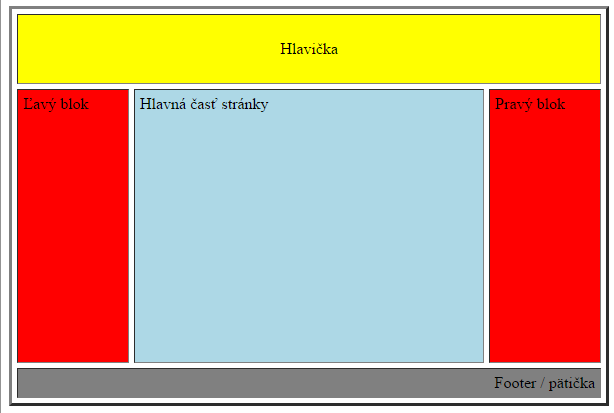 Hlavička
Ľavý blok
Hlavná časť stránky
Pravý blok
Footer / pätička